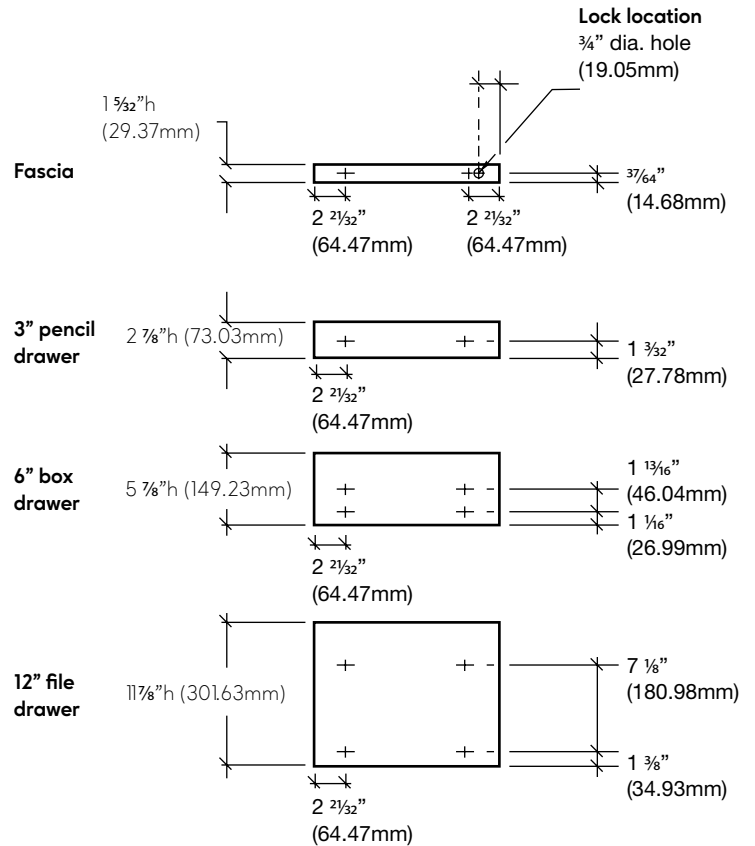 Lock location
¾” dia. hole
(19.05mm)
1 ⁵⁄₃₂”h
(29.37mm)
Fascia
³⁷⁄₆₄”
(14.68mm)
2 ²¹⁄₃₂”
(64.47mm)
2 ²¹⁄₃₂”
(64.47mm)
3” pencil
drawer
2 ⅞”h (73.03mm)
1 ³⁄₃₂”
(27.78mm)
2 ²¹⁄₃₂”
(64.47mm)
6” box
drawer
5 ⅞”h (149.23mm)
1 ¹³⁄₁₆”
(46.04mm)
1 ¹⁄₁₆”
(26.99mm)
2 ²¹⁄₃₂”
(64.47mm)
12” file
drawer
11⅞”h (301.63mm)
7 ⅛”
(180.98mm)
1 ⅜”
(34.93mm)
2 ²¹⁄₃₂”
(64.47mm)